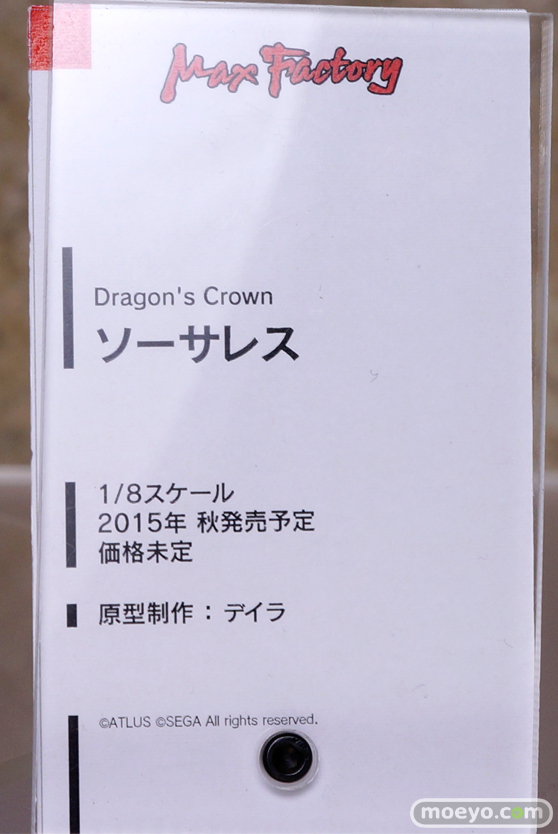 Max Factory
Dragon's Crown
ソーサレス
1/8スケール
2015年 秋発売予定
価格未定
原型制作：デイラ
©ATLUS ©SEGA All rights reserved.
moeyo.com